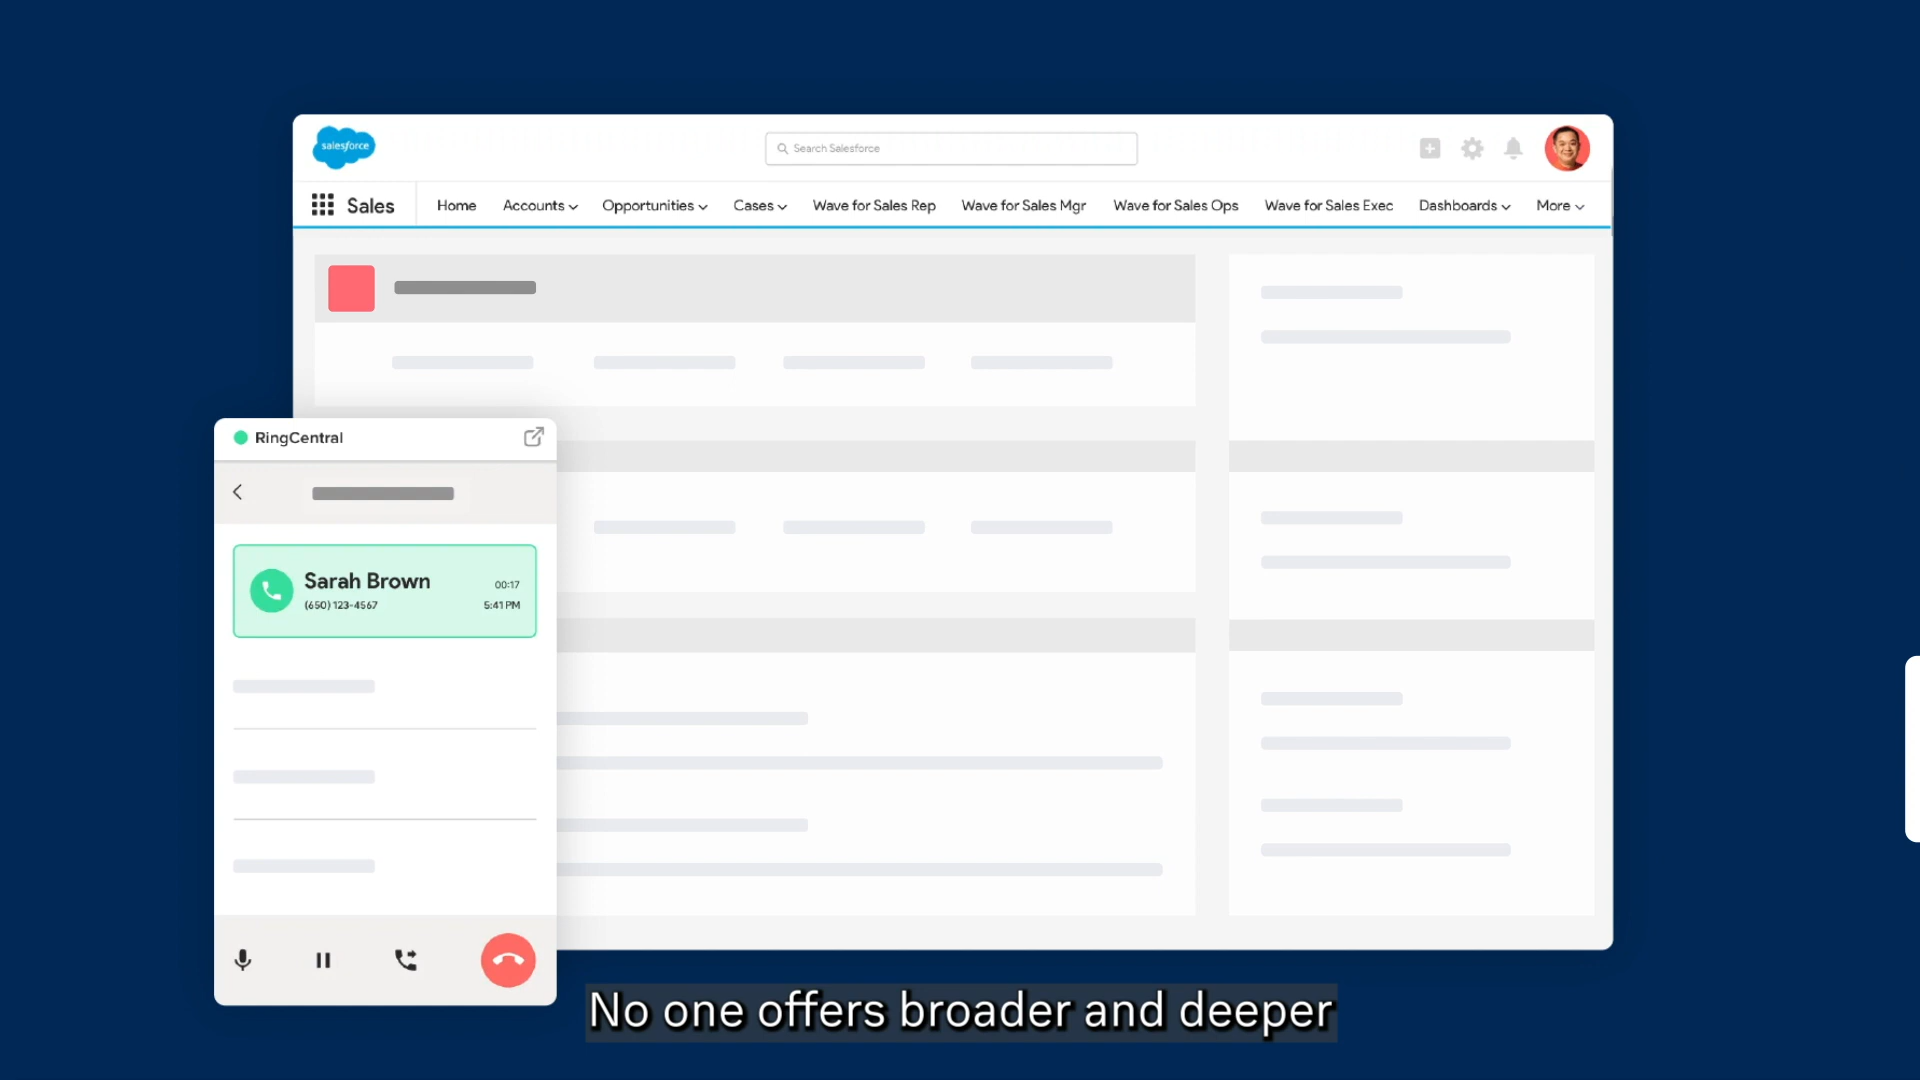 salesforce
Search Salesforce
Sales Home Accounts Opportunities Cases Wave for Sales Rep Wave for Sales Mgr Wave for Sales Ops Wave for Sales Exec Dashboards More
RingCentral
Sarah Brown 00:17
(650) 123-4567 5:41 PM
No one offers broader and deeper